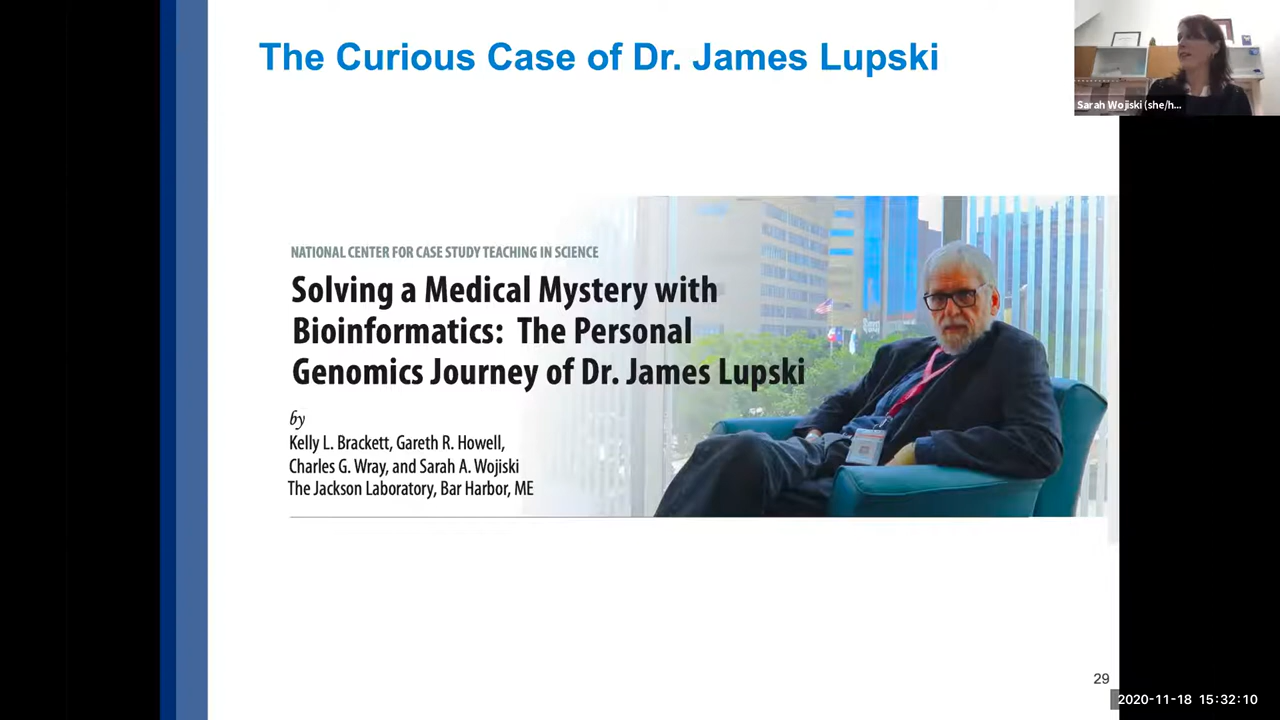 The Curious Case of Dr. James Lupski
Sarah Wojiski (she/h...
NATIONAL CENTER FOR CASE STUDY TEACHING IN SCIENCE
Solving a Medical Mystery with
Bioinformatics: The Personal
Genomics Journey of Dr. James Lupski
by
Kelly L. Brackett, Gareth R. Howell,
Charles G. Wray, and Sarah A. Wojiski
The Jackson Laboratory, Bar Harbor, ME
29
2020-11-18 15:32:10